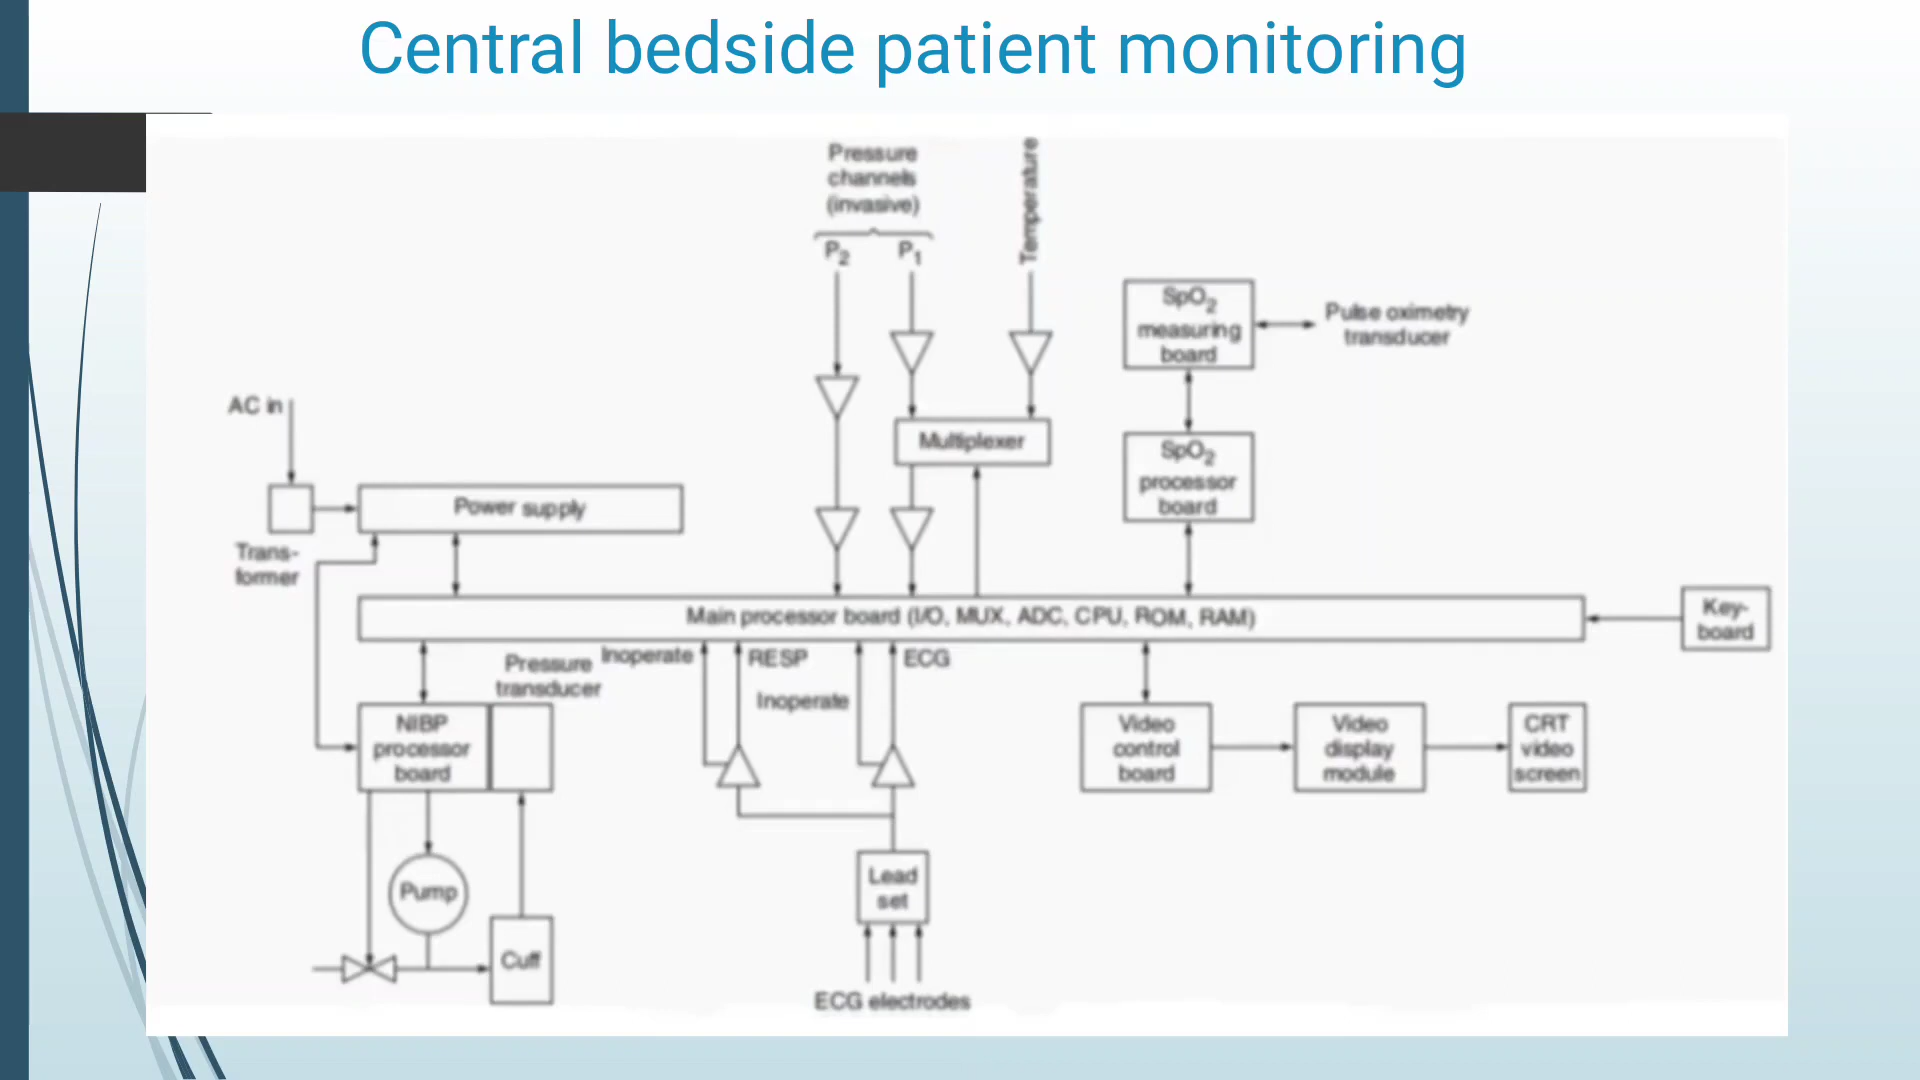 Central bedside patient monitoring
Pressure
channels
(invasive)
P2
P1
Temperature
SpO2
measuring
board
Pulse oximetry
transducer
AC in
Multiplexer
SpO2
processor
board
Power supply
Trans-
former
Main processor board (I/O, MUX, ADC, CPU, ROM, RAM)
Key-
board
Pressure
transducer
Inoperate
RESP
Inoperate
ECG
NIBP
processor
board
Video
control
board
Video
display
module
CRT
video
screen
Pump
Cuff
Lead
set
ECG electrodes